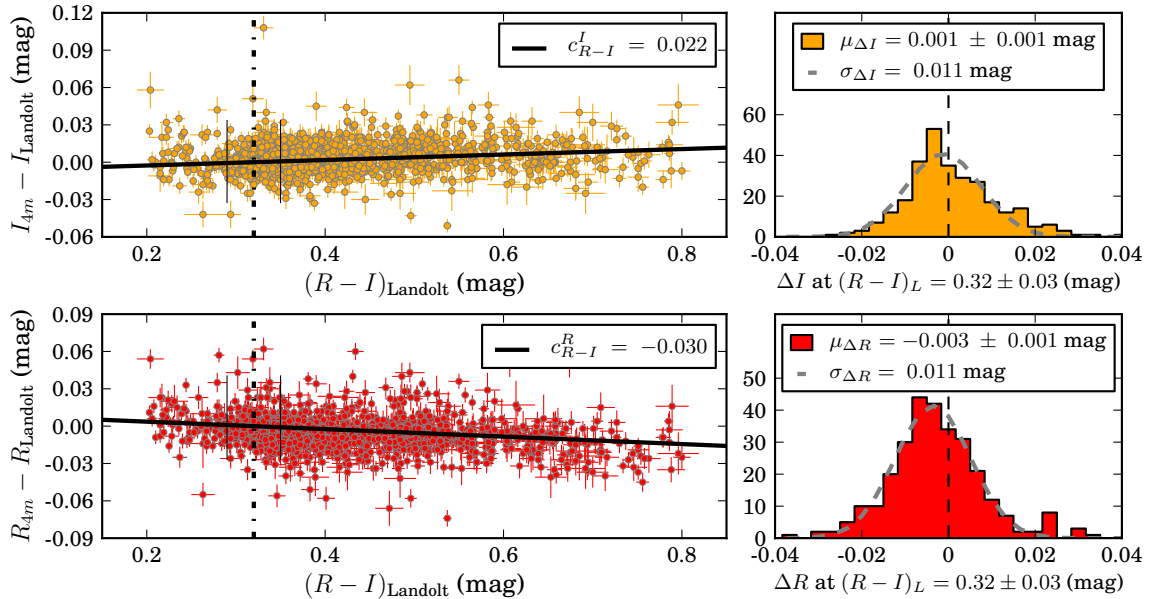 0.12
0.09
0.06
0.03
0.00
-0.03
-0.06
I_{4m} − I_{Landolt} (mag)
c^{I}_{R−I} = 0.022
0.2 0.4 0.6 0.8
(R − I)_{Landolt} (mag)
μ_{ΔI} = 0.001 ± 0.001 mag
σ_{ΔI} = 0.011 mag
60
40
20
0
-0.04 -0.02 0 0.02 0.04
ΔI at (R − I)_L = 0.32 ± 0.03 (mag)
0.09
0.06
0.03
0.00
-0.03
-0.06
-0.09
R_{4m} − R_{Landolt} (mag)
c^{R}_{R−I} = −0.030
0.2 0.4 0.6 0.8
(R − I)_{Landolt} (mag)
μ_{ΔR} = −0.003 ± 0.001 mag
σ_{ΔR} = 0.011 mag
50
40
30
20
10
0
-0.04 -0.02 0 0.02 0.04
ΔR at (R − I)_L = 0.32 ± 0.03 (mag)